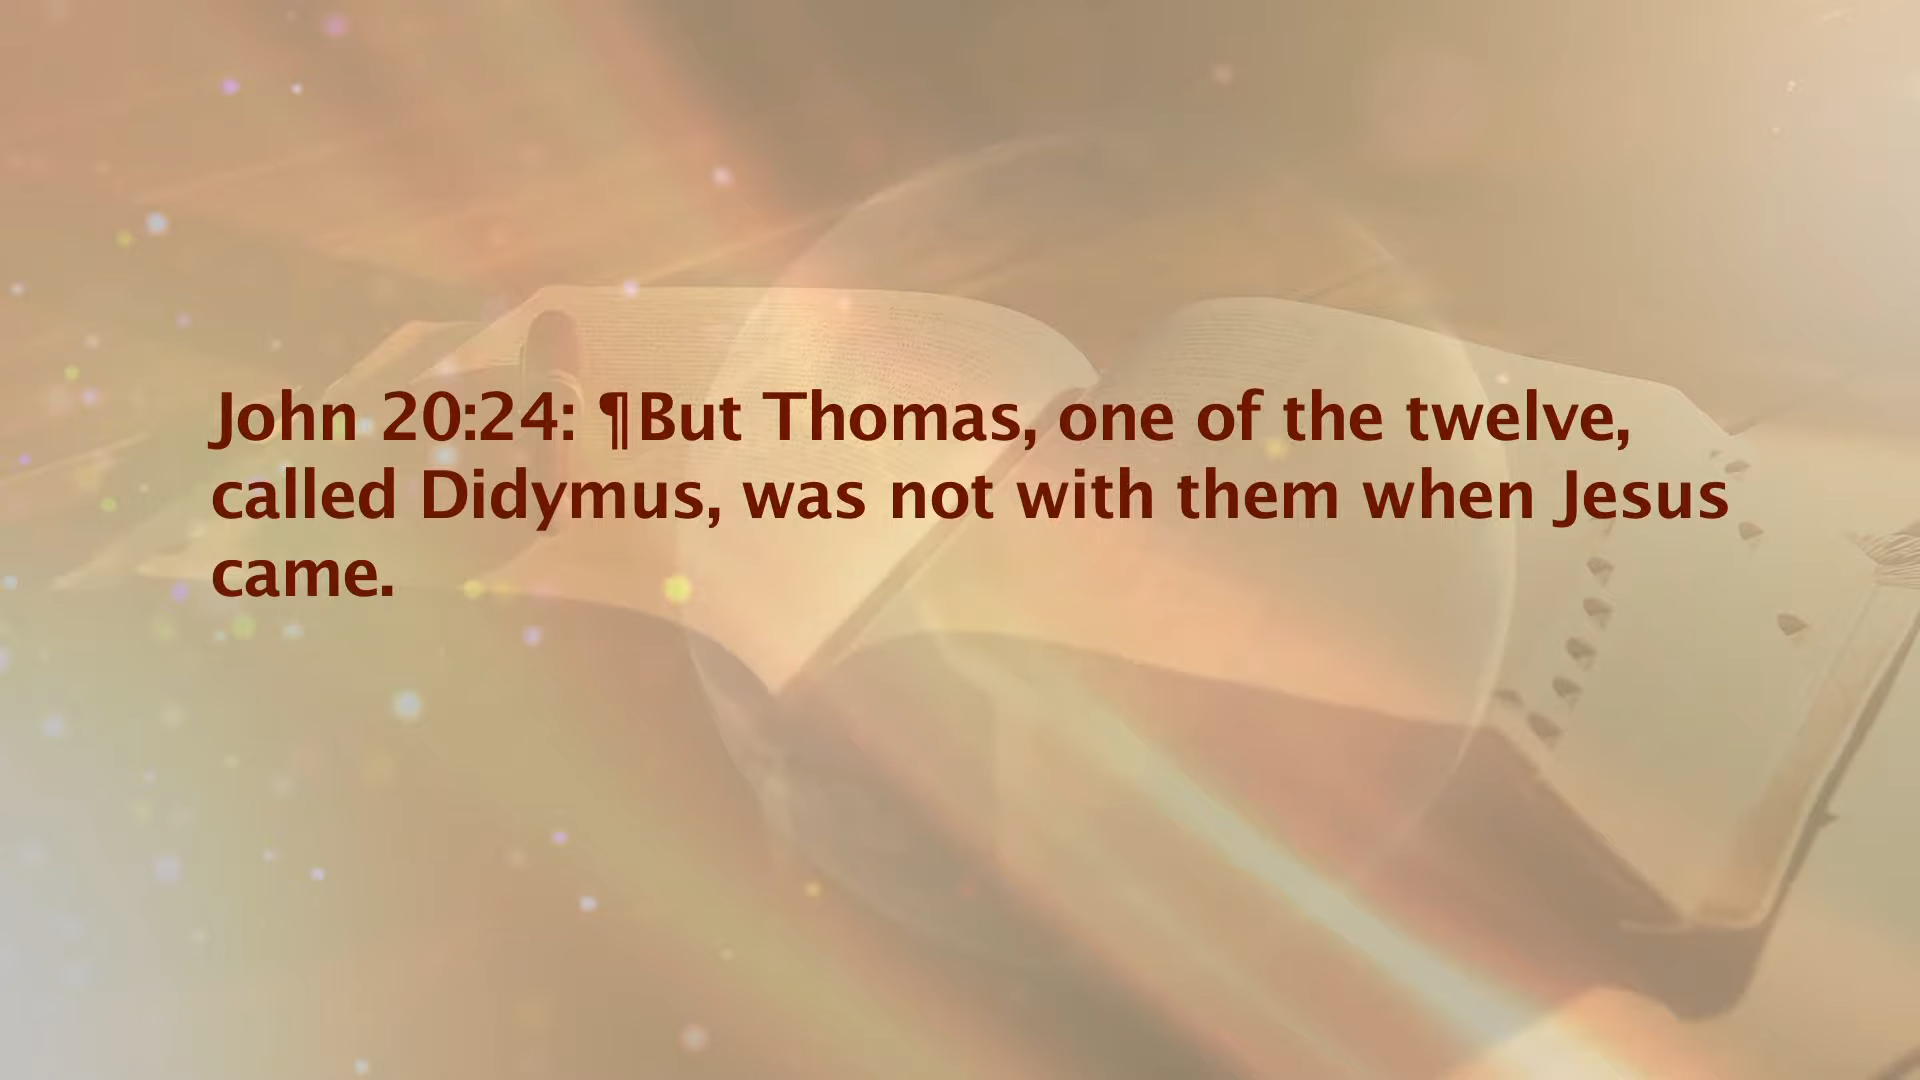 John 20:24: ¶But Thomas, one of the twelve,
called Didymus, was not with them when Jesus
came.